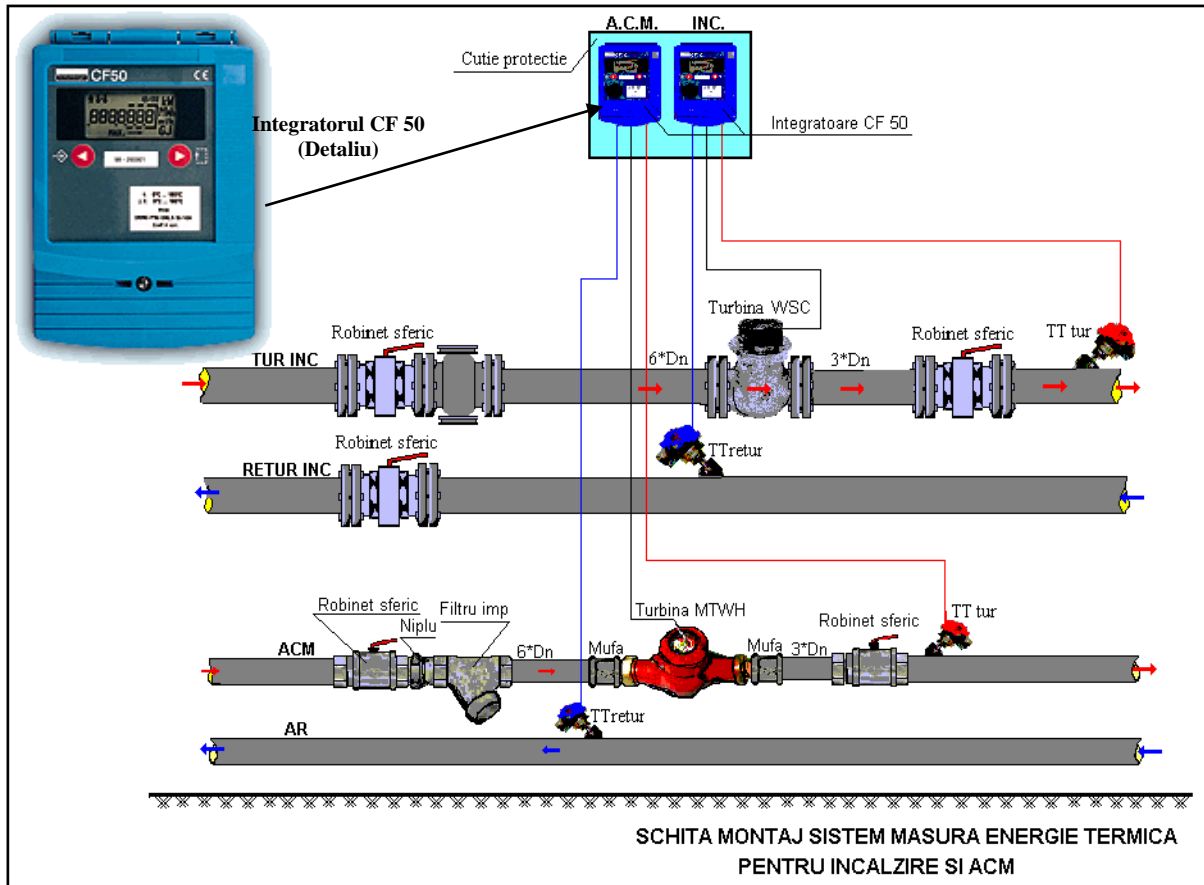 A.C.M. INC.
Cutie protectie
CF50 CE
Integratorul CF 50
(Detaliu)
Integratoare CF 50
Turbina WSC
Robinet sferic
Robinet sferic
TT tur
TUR INC
6*Dn
3*Dn
Robinet sferic
RETUR INC
TTretur
Robinet sferic
Niplu
Filtru imp
Turbina MTWH
Robinet sferic
TT tur
ACM
6*Dn
Mufa
Mufa
3*Dn
TTretur
AR
SCHITA MONTAJ SISTEM MASURA ENERGIE TERMICA
PENTRU INCALZIRE SI ACM